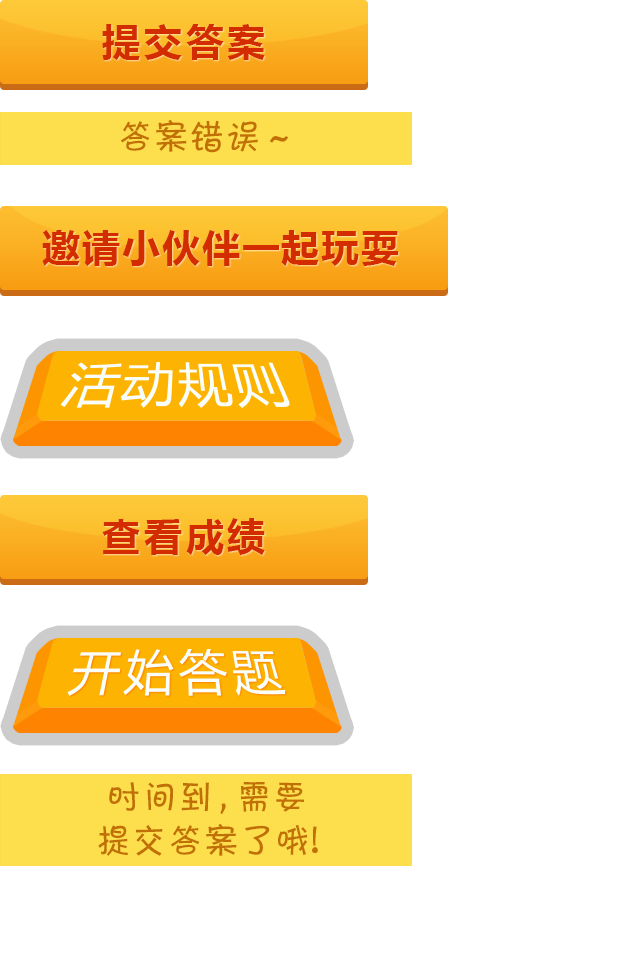 提交答案
答案错误~
邀请小伙伴一起玩耍
活动规则
查看成绩
开始答题
时间到,需要
提交答案了哦!